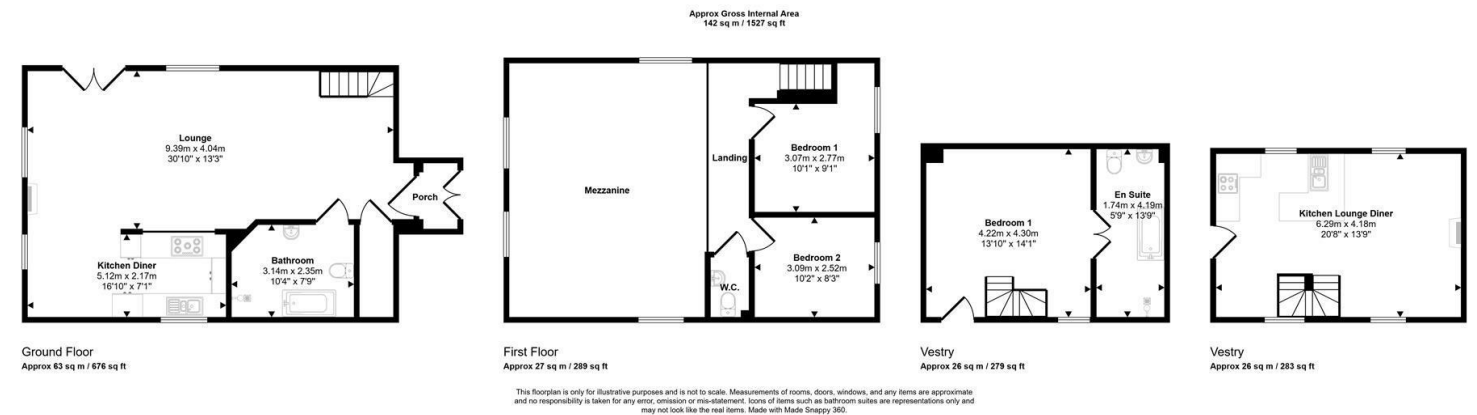 Approx Gross Internal Area
142 sq m / 1527 sq ft
Lounge
9.39m x 4.04m
30'10" x 13'3"
Porch
Kitchen Diner
5.12m x 2.17m
16'10" x 7'1"
Bathroom
3.14m x 2.35m
10'4" x 7'9"
Ground Floor
Approx 63 sq m / 676 sq ft
Mezzanine
Landing
Bedroom 1
3.07m x 2.77m
10'1" x 9'1"
Bedroom 2
3.09m x 2.52m
10'2" x 8'3"
W.C.
First Floor
Approx 27 sq m / 289 sq ft
Bedroom 1
4.22m x 4.30m
13'10" x 14'1"
En Suite
1.74m x 4.19m
5'9" x 13'9"
Vestry
Approx 26 sq m / 279 sq ft
Kitchen Lounge Diner
6.29m x 4.18m
20'8" x 13'9"
Vestry
Approx 26 sq m / 283 sq ft
This floorplan is only for illustrative purposes and is not to scale. Measurements of rooms, doors, windows, and any items are approximate
and no responsibility is taken for any error, omission or mis-statement. Icons of items such as bathroom suites are representations only and
may not look like the real items. Made with Made Snappy 360.